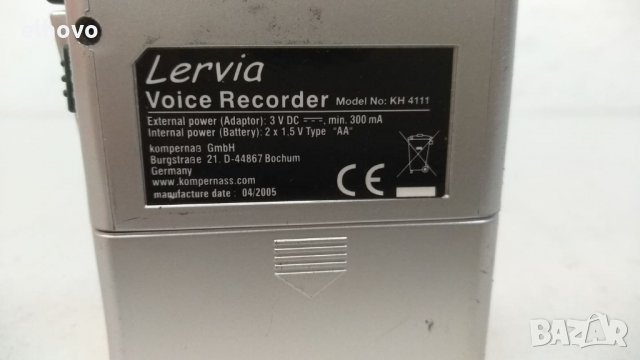 elhovo
Lervia
Voice Recorder Model No: KH 4111
External power (Adaptor): 3 V DC ⎓, min. 300 mA
Internal power (Battery): 2 x 1.5 V Type "AA"
kompernaß GmbH
Burgstraße 21. D-44867 Bochum
Germany
www.kompernass.com
manufacture date : 04/2005
CE
BAZAR